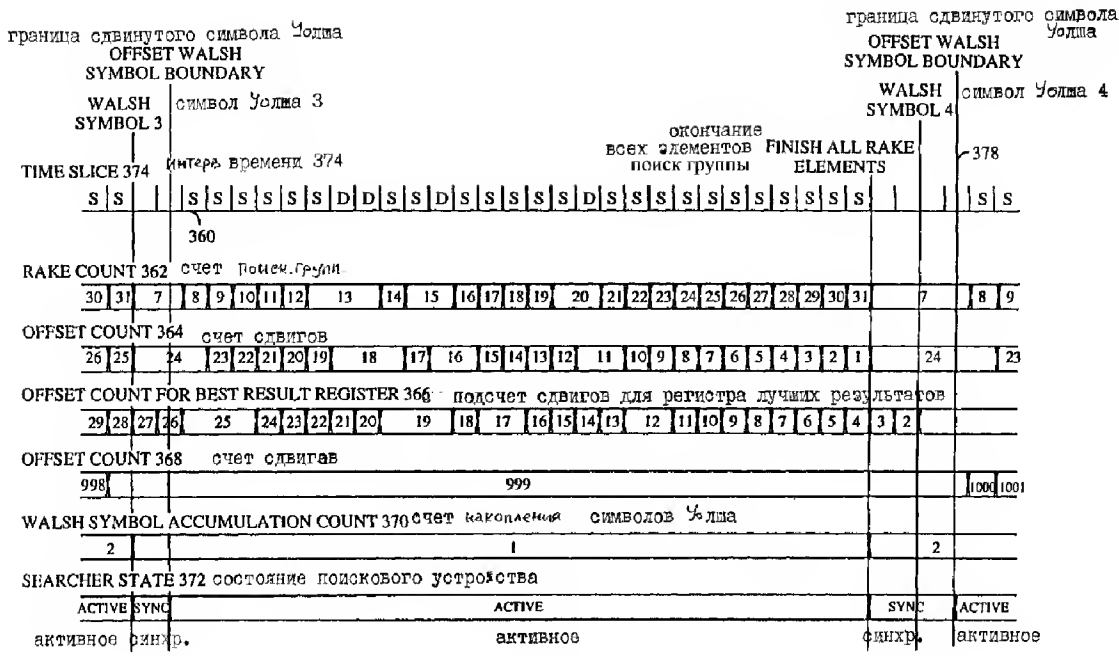 граница сдвинутого символа Уолша
OFFSET WALSH
SYMBOL BOUNDARY
граница сдвинутого символа
Уолша
OFFSET WALSH
SYMBOL BOUNDARY
WALSH
SYMBOL 3
символ Уолша 3
WALSH
SYMBOL 4
символ Уолша 4
окончание
всех элементов
поиск группы
FINISH ALL RAKE
ELEMENTS
378
TIME SLICE 374 интерв времени 374
S S S S S S S S D D S S D S S S S S D S S S S S S S S S S S S S
360
RAKE COUNT 362 счет поиск. групп
30 31 7 8 9 10 11 12 13 14 15 16 17 18 19 20 21 22 23 24 25 26 27 28 29 30 31 7 8 9
OFFSET COUNT 364 счет сдвигов
26 25 24 23 22 21 20 19 18 17 16 15 14 13 12 11 10 9 8 7 6 5 4 3 2 1 24 23
OFFSET COUNT FOR BEST RESULT REGISTER 366 подсчет сдвигов для регистра лучших результатов
29 28 27 26 25 24 23 22 21 20 19 18 17 16 15 14 13 12 11 10 9 8 7 6 5 4 3 2
OFFSET COUNT 368 счет сдвигав
998 999 1000 1001
WALSH SYMBOL ACCUMULATION COUNT 370 счет накопления символов Уолша
2 1 2
SEARCHER STATE 372 состояние поискового устройства
ACTIVE SYNC ACTIVE SYNC ACTIVE
активное синхр. активное синхр. активное